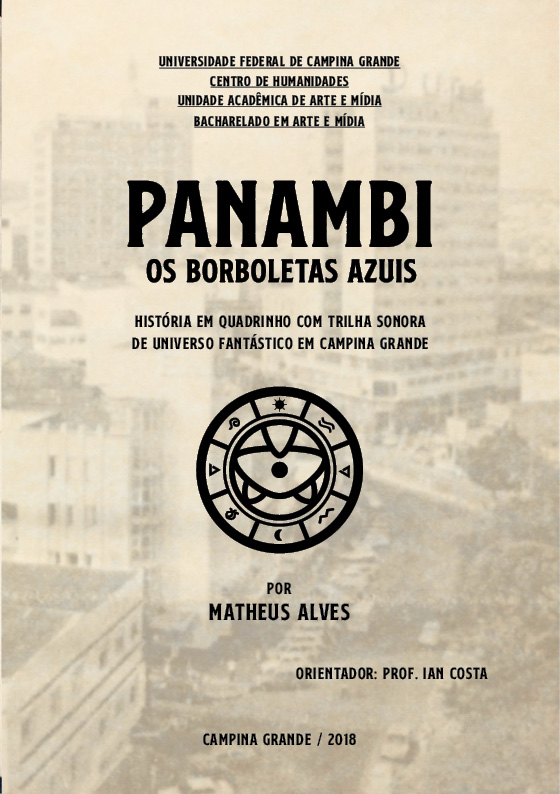 UNIVERSIDADE FEDERAL DE CAMPINA GRANDE
CENTRO DE HUMANIDADES
UNIDADE ACADÊMICA DE ARTE E MÍDIA
BACHARELADO EM ARTE E MÍDIA
PANAMBI
OS BORBOLETAS AZUIS
HISTÓRIA EM QUADRINHO COM TRILHA SONORA
DE UNIVERSO FANTÁSTICO EM CAMPINA GRANDE
POR
MATHEUS ALVES
ORIENTADOR: PROF. IAN COSTA
CAMPINA GRANDE / 2018